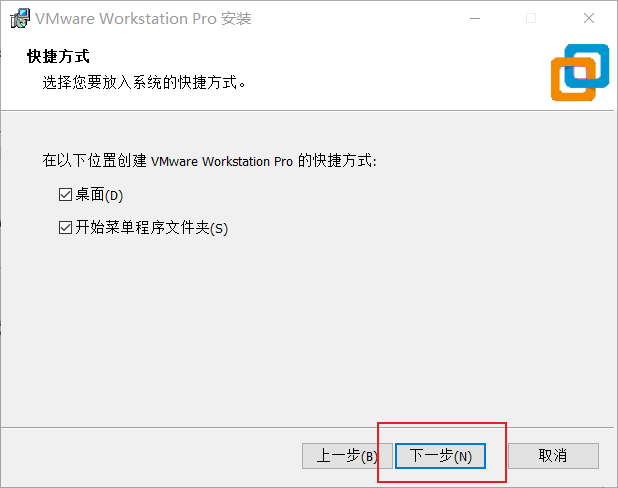 VMware Workstation Pro 安装
快捷方式
选择您要放入系统的快捷方式。
在以下位置创建 VMware Workstation Pro 的快捷方式:
桌面(D)
开始菜单程序文件夹(S)
上一步(B) 下一步(N) 取消